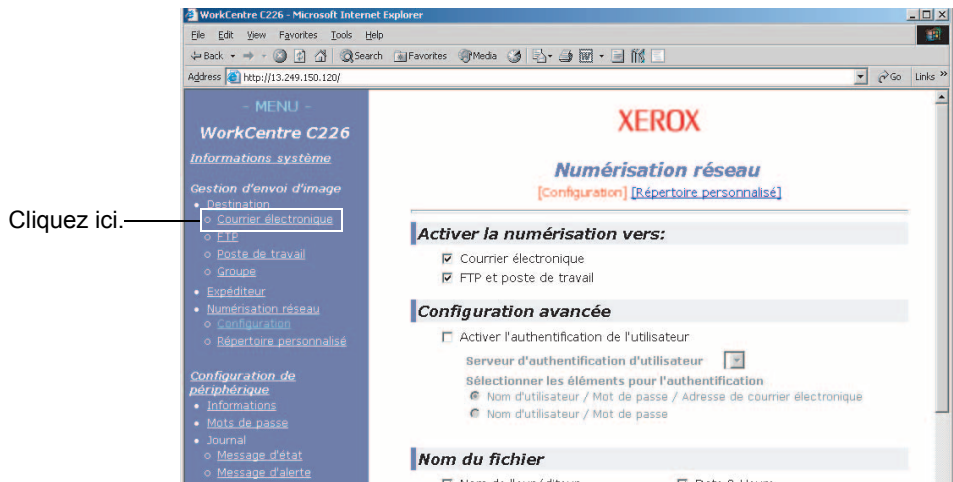 WorkCentre C226 - Microsoft Internet Explorer
File Edit View Favorites Tools Help
Back Search Favorites Media
Address http://13.249.150.120/ Go Links »
- MENU -
WorkCentre C226
Informations système
Gestion d'envoi d'image
Destination
Courrier électronique
FTP
Poste de travail
Groupe
Expéditeur
Numérisation réseau
Configuration
Répertoire personnalisé
Configuration de
périphérique
Informations
Mots de passe
Journal
Message d'état
Message d'alerte
Cliquez ici.
XEROX
Numérisation réseau
[Configuration] [Répertoire personnalisé]
Activer la numérisation vers:
Courrier électronique
FTP et poste de travail
Configuration avancée
Activer l'authentification de l'utilisateur
Serveur d'authentification d'utilisateur
Sélectionner les éléments pour l'authentification
Nom d'utilisateur / Mot de passe / Adresse de courrier électronique
Nom d'utilisateur / Mot de passe
Nom du fichier